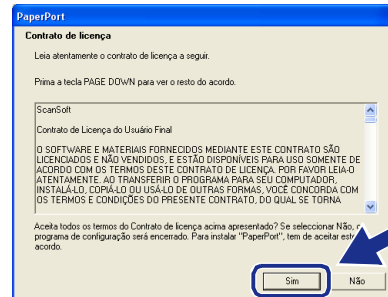 PaperPort
Contrato de licença
Leia atentamente o contrato de licença a seguir.
Prima a tecla PAGE DOWN para ver o resto do acordo.
ScanSoft
Contrato de Licença do Usuário Final
O SOFTWARE E MATERIAIS FORNECIDOS MEDIANTE ESTE CONTRATO SÃO
LICENCIADOS E NÃO VENDIDOS, E ESTÃO DISPONÍVEIS PARA USO SOMENTE DE
ACORDO COM OS TERMOS DESTE CONTRATO DE LICENÇA. POR FAVOR LEIA-O
ATENTAMENTE. AO TRANSFERIR O PROGRAMA PARA SEU COMPUTADOR,
INSTALÁ-LO, COPIÁ-LO OU USÁ-LO DE OUTRAS FORMAS, VOCÊ CONCORDA COM
OS TERMOS E CONDIÇÕES DO PRESENTE CONTRATO, DO QUAL SE TORNA
Aceita todos os termos do Contrato de licença acima apresentado? Se seleccionar Não, o
programa de configuração será encerrado. Para instalar "PaperPort", tem de aceitar este
acordo.
Sim
Não